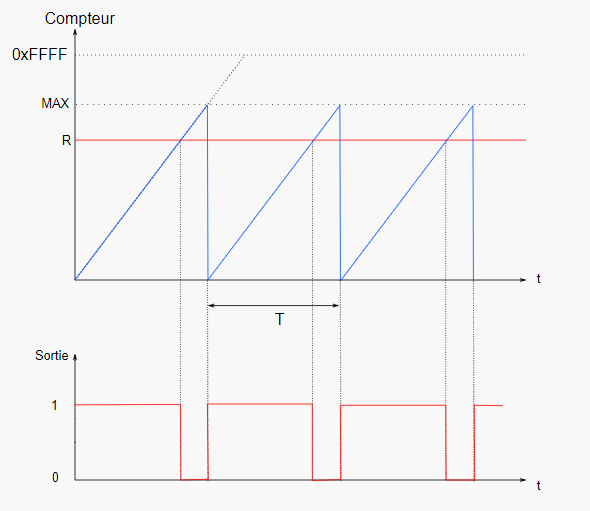 Compteur
0xFFFF
MAX
R
t
T
Sortie
1
0
t